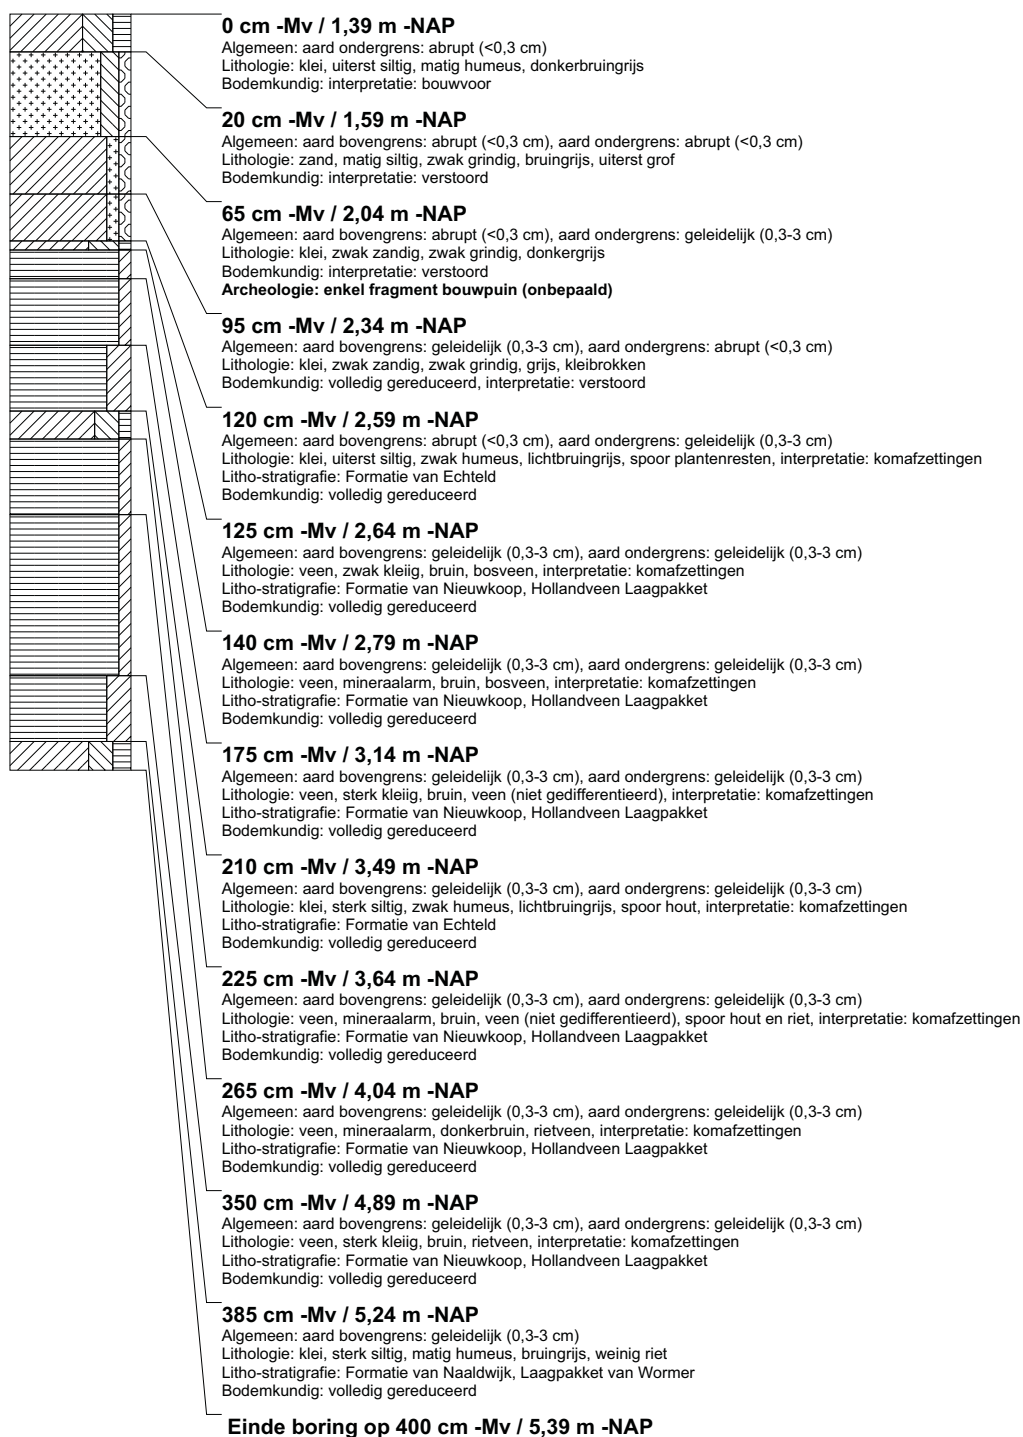 0 cm -Mv / 1,39 m -NAP
Algemeen: aard ondergrens: abrupt (<0,3 cm)
Lithologie: klei, uiterst siltig, matig humeus, donkerbruingrijs
Bodemkundig: interpretatie: bouwvoor
20 cm -Mv / 1,59 m -NAP
Algemeen: aard bovengrens: abrupt (<0,3 cm), aard ondergrens: abrupt (<0,3 cm)
Lithologie: zand, matig siltig, zwak grindig, bruingrijs, uiterst grof
Bodemkundig: interpretatie: verstoord
65 cm -Mv / 2,04 m -NAP
Algemeen: aard bovengrens: abrupt (<0,3 cm), aard ondergrens: geleidelijk (0,3-3 cm)
Lithologie: klei, zwak zandig, zwak grindig, donkergrijs
Bodemkundig: interpretatie: verstoord
Archeologie: enkel fragment bouwpuin (onbepaald)
95 cm -Mv / 2,34 m -NAP
Algemeen: aard bovengrens: geleidelijk (0,3-3 cm), aard ondergrens: abrupt (<0,3 cm)
Lithologie: klei, zwak zandig, zwak grindig, grijs, kleibrokken
Bodemkundig: volledig gereduceerd, interpretatie: verstoord
120 cm -Mv / 2,59 m -NAP
Algemeen: aard bovengrens: abrupt (<0,3 cm), aard ondergrens: geleidelijk (0,3-3 cm)
Lithologie: klei, uiterst siltig, zwak humeus, lichtbruingrijs, spoor plantenresten, interpretatie: komafzettingen
Litho-stratigrafie: Formatie van Echteld
Bodemkundig: volledig gereduceerd
125 cm -Mv / 2,64 m -NAP
Algemeen: aard bovengrens: geleidelijk (0,3-3 cm), aard ondergrens: geleidelijk (0,3-3 cm)
Lithologie: veen, zwak kleiig, bruin, bosveen, interpretatie: komafzettingen
Litho-stratigrafie: Formatie van Nieuwkoop, Hollandveen Laagpakket
Bodemkundig: volledig gereduceerd
140 cm -Mv / 2,79 m -NAP
Algemeen: aard bovengrens: geleidelijk (0,3-3 cm), aard ondergrens: geleidelijk (0,3-3 cm)
Lithologie: veen, mineraalarm, bruin, bosveen, interpretatie: komafzettingen
Litho-stratigrafie: Formatie van Nieuwkoop, Hollandveen Laagpakket
Bodemkundig: volledig gereduceerd
175 cm -Mv / 3,14 m -NAP
Algemeen: aard bovengrens: geleidelijk (0,3-3 cm), aard ondergrens: geleidelijk (0,3-3 cm)
Lithologie: veen, sterk kleiig, bruin, veen (niet gedifferentieerd), interpretatie: komafzettingen
Litho-stratigrafie: Formatie van Nieuwkoop, Hollandveen Laagpakket
Bodemkundig: volledig gereduceerd
210 cm -Mv / 3,49 m -NAP
Algemeen: aard bovengrens: geleidelijk (0,3-3 cm), aard ondergrens: geleidelijk (0,3-3 cm)
Lithologie: klei, sterk siltig, zwak humeus, lichtbruingrijs, spoor hout, interpretatie: komafzettingen
Litho-stratigrafie: Formatie van Echteld
Bodemkundig: volledig gereduceerd
225 cm -Mv / 3,64 m -NAP
Algemeen: aard bovengrens: geleidelijk (0,3-3 cm), aard ondergrens: geleidelijk (0,3-3 cm)
Lithologie: veen, mineraalarm, bruin, veen (niet gedifferentieerd), spoor hout en riet, interpretatie: komafzettingen
Litho-stratigrafie: Formatie van Nieuwkoop, Hollandveen Laagpakket
Bodemkundig: volledig gereduceerd
265 cm -Mv / 4,04 m -NAP
Algemeen: aard bovengrens: geleidelijk (0,3-3 cm), aard ondergrens: geleidelijk (0,3-3 cm)
Lithologie: veen, mineraalarm, donkerbruin, rietveen, interpretatie: komafzettingen
Litho-stratigrafie: Formatie van Nieuwkoop, Hollandveen Laagpakket
Bodemkundig: volledig gereduceerd
350 cm -Mv / 4,89 m -NAP
Algemeen: aard bovengrens: geleidelijk (0,3-3 cm), aard ondergrens: geleidelijk (0,3-3 cm)
Lithologie: veen, sterk kleiig, bruin, rietveen, interpretatie: komafzettingen
Litho-stratigrafie: Formatie van Nieuwkoop, Hollandveen Laagpakket
Bodemkundig: volledig gereduceerd
385 cm -Mv / 5,24 m -NAP
Algemeen: aard bovengrens: geleidelijk (0,3-3 cm)
Lithologie: klei, sterk siltig, matig humeus, bruingrijs, weinig riet
Litho-stratigrafie: Formatie van Naaldwijk, Laagpakket van Wormer
Bodemkundig: volledig gereduceerd
Einde boring op 400 cm -Mv / 5,39 m -NAP